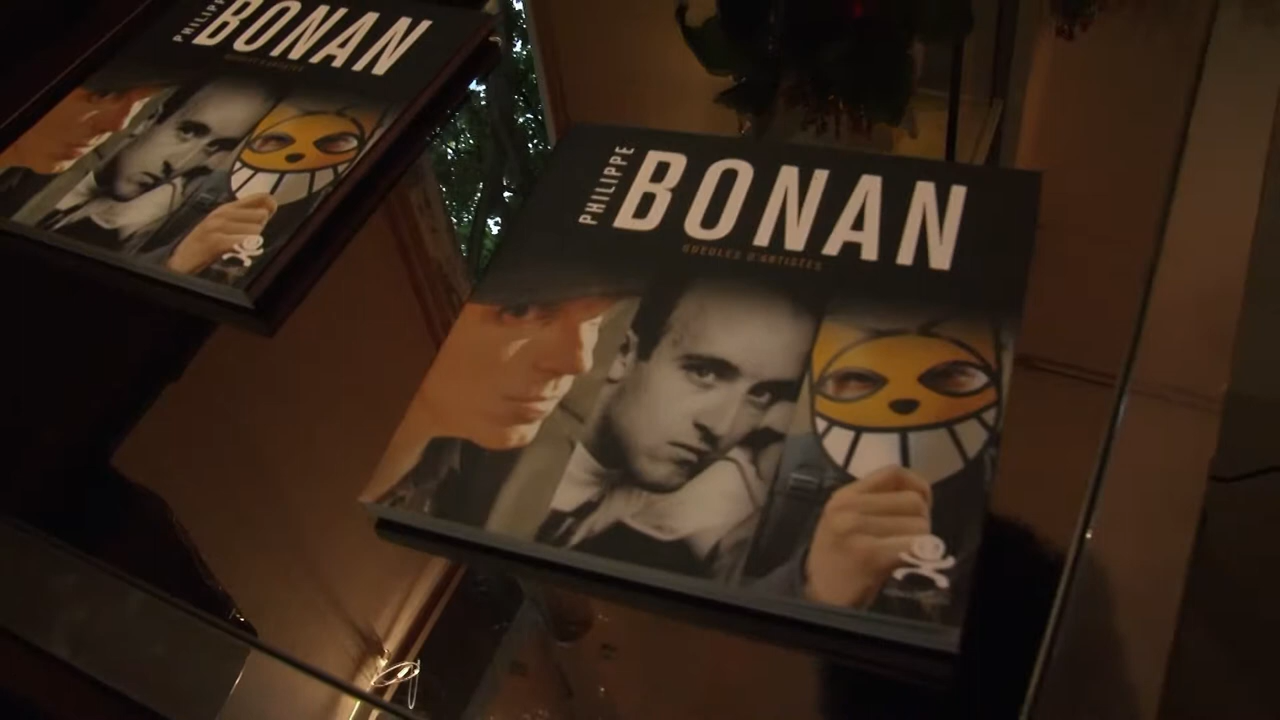 PHILIPPE
BONAN
PHILIPPE
BONAN
GUEULES D'ARTISTES